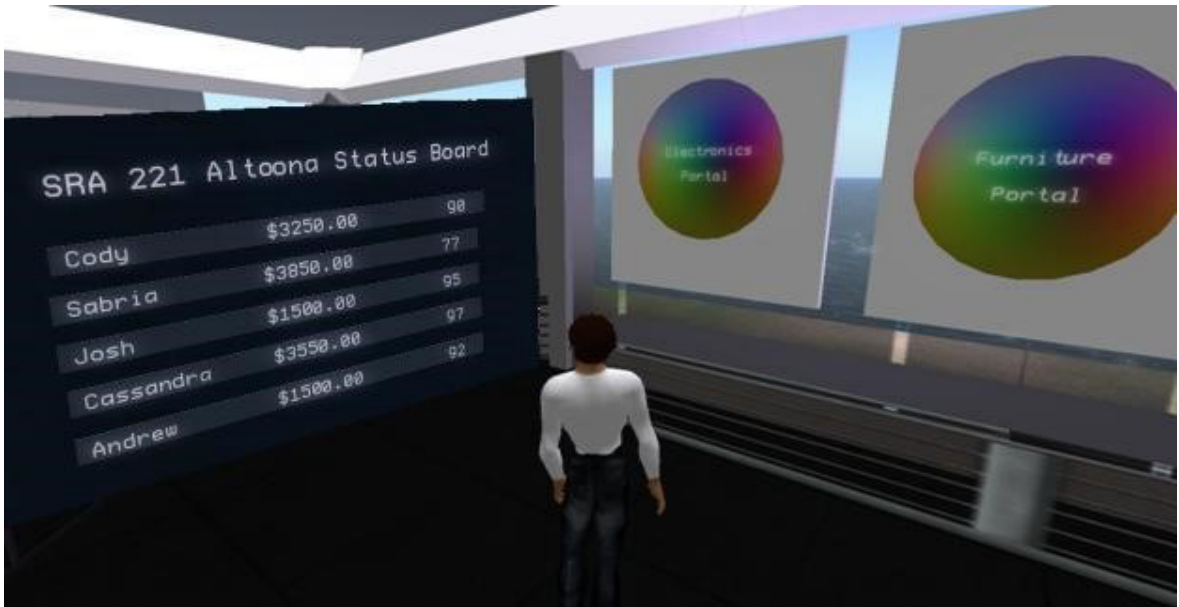 SRA 221 Altoona Status Board
Cody $3250.00 90
Sabria $3850.00 77
Josh $1500.00 95
Cassandra $3550.00 97
Andrew $1500.00 92
Electronics
Portal
Furniture
Portal